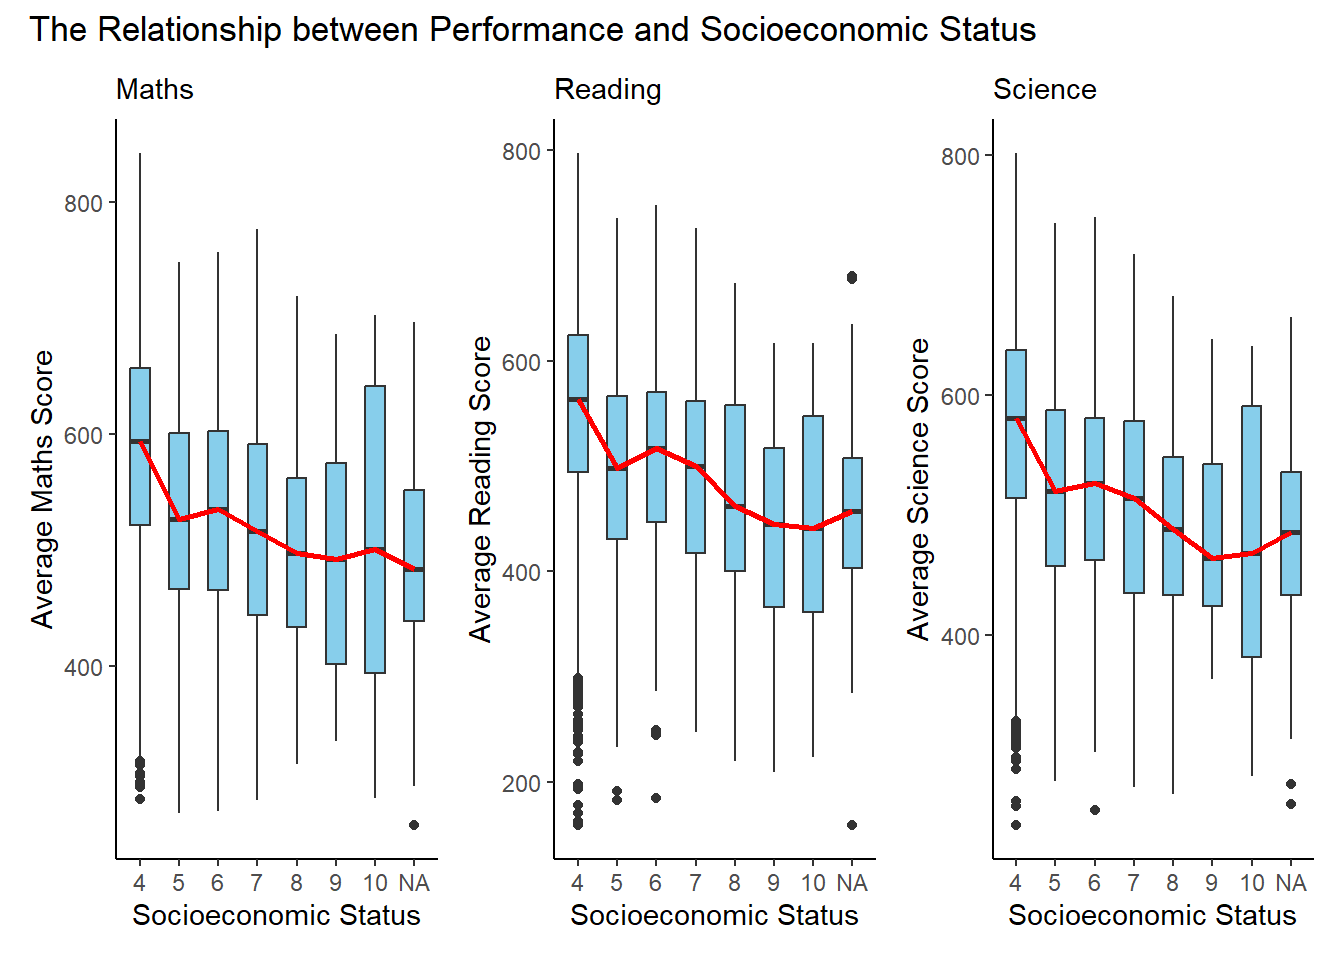 The Relationship between Performance and Socioeconomic Status
Maths
Average Maths Score
800
600
400
4 5 6 7 8 9 10 NA
Socioeconomic Status
Reading
Average Reading Score
800
600
400
200
4 5 6 7 8 9 10 NA
Socioeconomic Status
Science
Average Science Score
800
600
400
4 5 6 7 8 9 10 NA
Socioeconomic Status